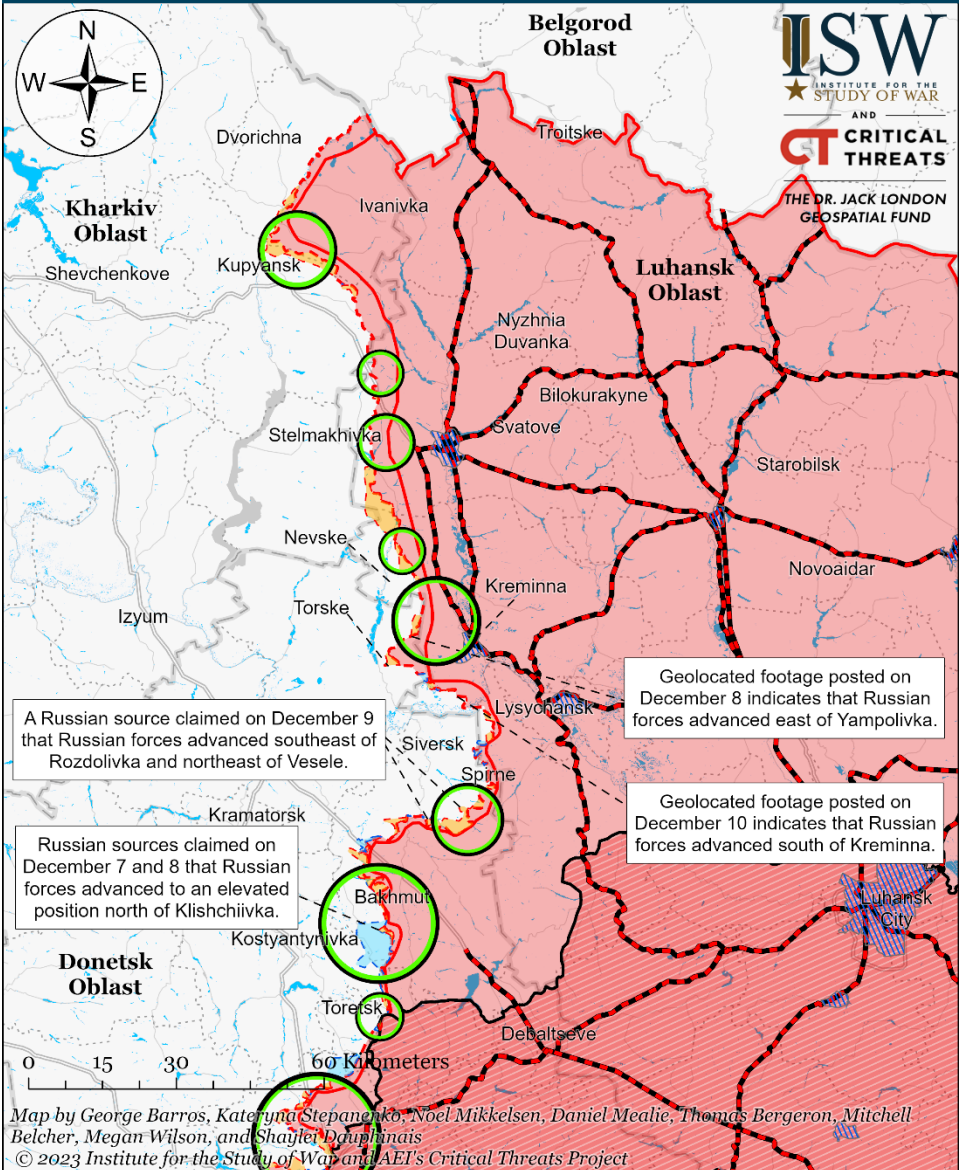 Belgorod
Oblast
N
W
E
S
ISW
INSTITUTE FOR THE
STUDY OF WAR
AND
CT CRITICAL
THREATS
THE DR. JACK LONDON
GEOSPATIAL FUND
Dvorichna
Troitske
Kharkiv
Oblast
Ivanivka
Shevchenkove
Kupyansk
Luhansk
Oblast
Nyzhnia
Duvanka
Bilokurakyne
Stelmakhivka
Svatove
Starobilsk
Nevske
Novoaidar
Kreminna
Torske
Izyum
Geolocated footage posted on
December 8 indicates that Russian
forces advanced east of Yampolivka.
Lysychansk
A Russian source claimed on December 9
that Russian forces advanced southeast of
Rozdolivka and northeast of Vesele.
Siversk
Spirne
Geolocated footage posted on
December 10 indicates that Russian
forces advanced south of Kreminna.
Kramatorsk
Russian sources claimed on
December 7 and 8 that Russian
forces advanced to an elevated
position north of Klishchiivka.
Bakhmut
Luhansk
City
Kostyantynivka
Donetsk
Oblast
Toretsk
Debaltseve
0 15 30 60 Kilometers
Map by George Barros, Kateryna Stepanenko, Noel Mikkelsen, Daniel Mealie, Thomas Bergeron, Mitchell
Belcher, Megan Wilson, and Shaylei Dauphinais
© 2023 Institute for the Study of War and AEI's Critical Threats Project